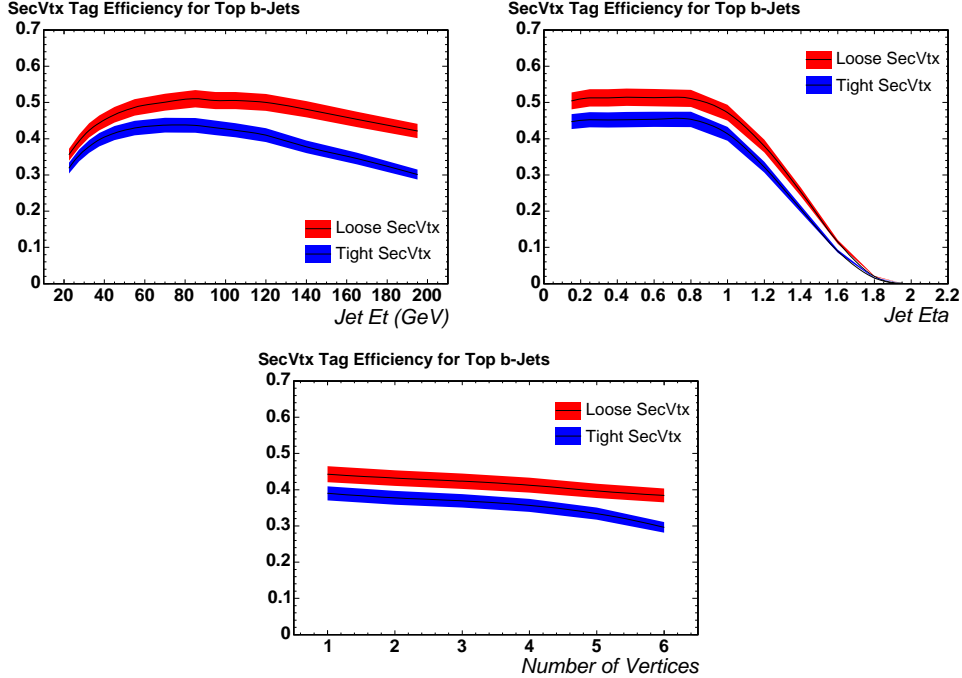 SecVtx Tag Efficiency for Top b-Jets
0.7
0.6
0.5
0.4
0.3
0.2
0.1
0
Loose SecVtx
Tight SecVtx
20 40 60 80 100 120 140 160 180 200
Jet Et (GeV)
SecVtx Tag Efficiency for Top b-Jets
0.7
0.6
0.5
0.4
0.3
0.2
0.1
0
Loose SecVtx
Tight SecVtx
0 0.2 0.4 0.6 0.8 1 1.2 1.4 1.6 1.8 2 2.2
Jet Eta
SecVtx Tag Efficiency for Top b-Jets
0.7
0.6
0.5
0.4
0.3
0.2
0.1
0
Loose SecVtx
Tight SecVtx
1 2 3 4 5 6
Number of Vertices